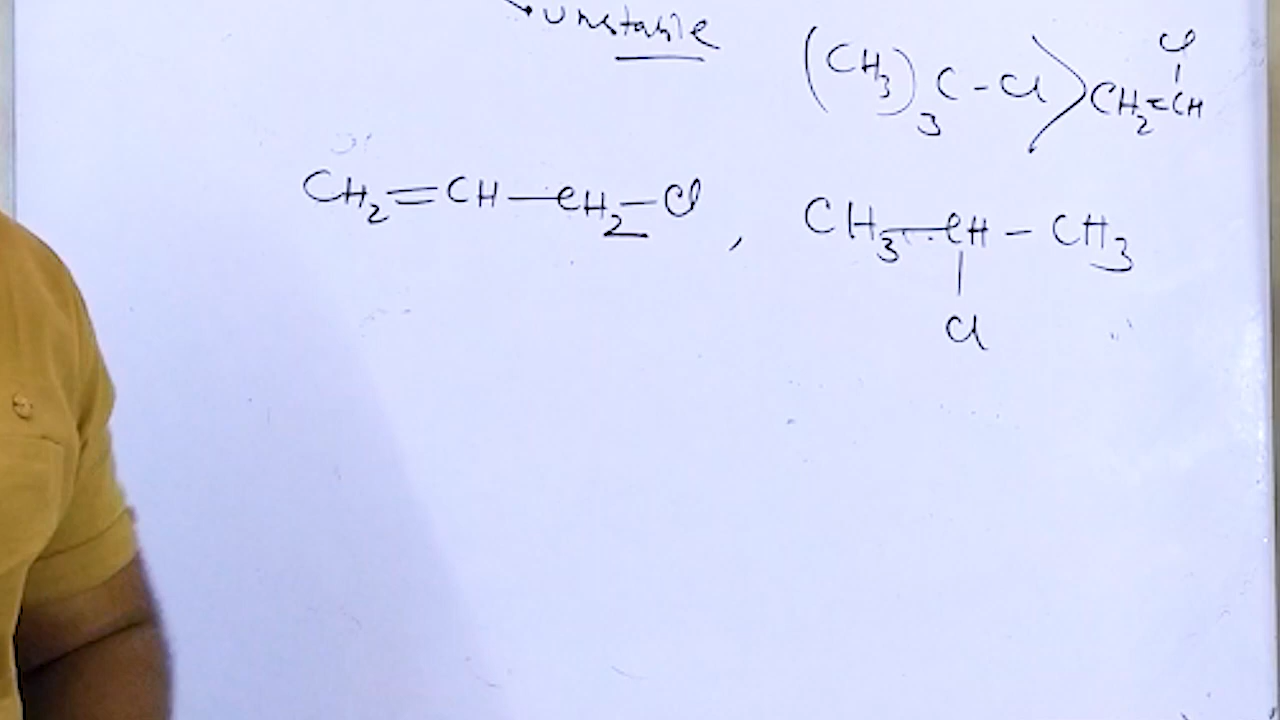 unstable
(CH₃)₃C-Cl > CH₂=CH
Cl
CH₂=CH-CH₂-Cl , CH₃-CH-CH₃
Cl